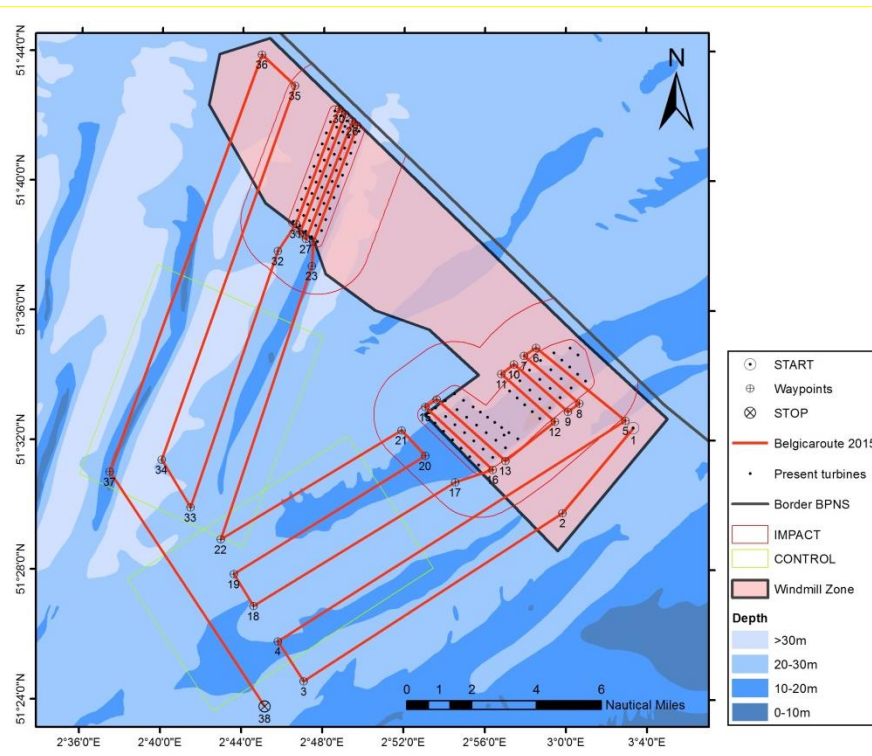 N
51°44'0"N
51°40'0"N
51°36'0"N
51°32'0"N
51°28'0"N
51°24'0"N
36
35
30
31
32
27
23
6
7
10
11
8
9
12
5
1
15
13
16
17
21
20
2
34
33
37
22
19
18
4
3
38
0 2 4 6
Nautical Miles
2°36'0"E 2°40'0"E 2°44'0"E 2°48'0"E 2°52'0"E 2°56'0"E 3°0'0"E 3°4'0"E
START
Waypoints
STOP
Belgicaroute 2015
Present turbines
Border BPNS
IMPACT
CONTROL
Windmill Zone
Depth
>30m
20-30m
10-20m
0-10m